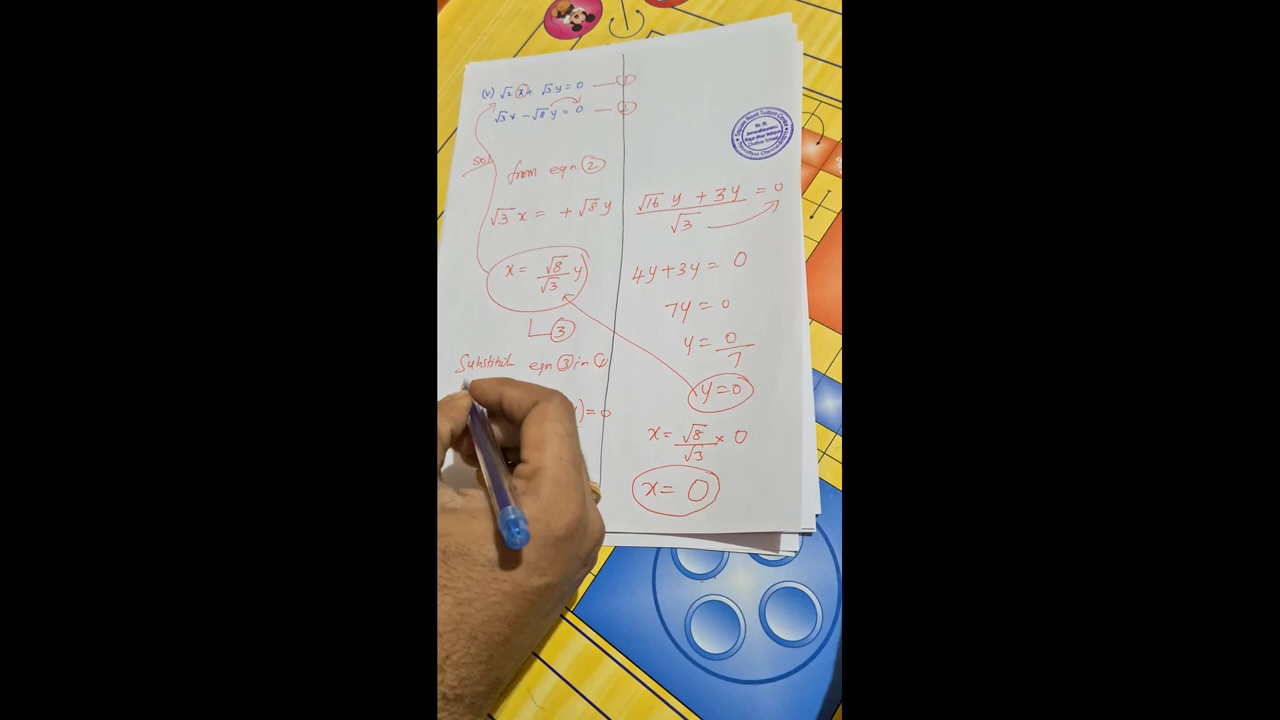 (v) √2 x + √3 y = 0 — ①
√3 x − √8 y = 0 — ②
Sol
from eqn ②
√3 x = + √8 y
x = √8/√3 y
③
Substitute eqn ③ in ①
) = 0
√16 y + 3y / √3 = 0
4y + 3y = 0
7y = 0
y = 0/7
y = 0
x = √8/√3 × 0
x = 0